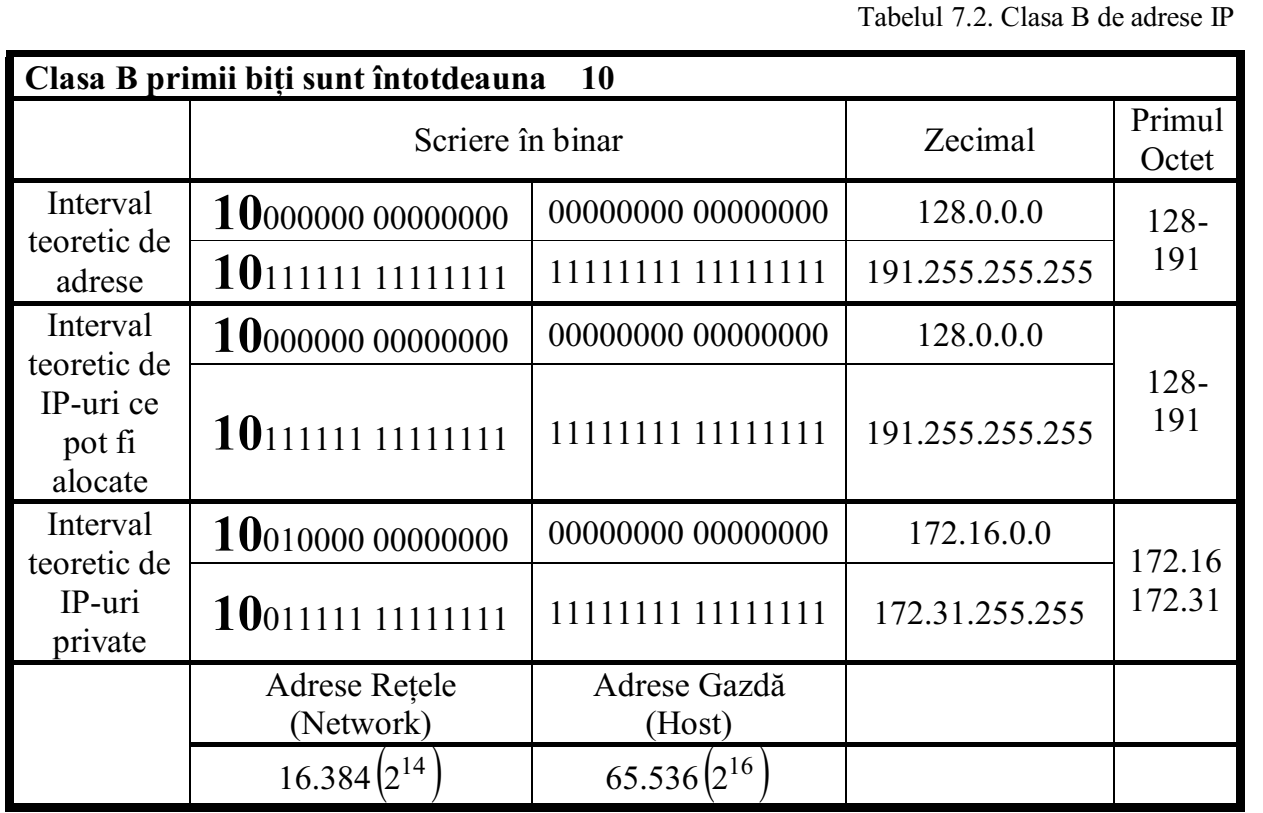 Tabelul 7.2. Clasa B de adrese IP
Clasa B primii biți sunt întotdeauna 10
Scriere în binar
Zecimal
Primul
Octet
Interval
teoretic de
adrese
10000000 00000000
00000000 00000000
128.0.0.0
10111111 11111111
11111111 11111111
191.255.255.255
128-
191
Interval
teoretic de
IP-uri ce
pot fi
alocate
10000000 00000000
00000000 00000000
128.0.0.0
10111111 11111111
11111111 11111111
191.255.255.255
128-
191
Interval
teoretic de
IP-uri
private
10010000 00000000
00000000 00000000
172.16.0.0
10011111 11111111
11111111 11111111
172.31.255.255
172.16
172.31
Adrese Rețele
(Network)
Adrese Gazdă
(Host)
16.384(2^14)
65.536(2^16)